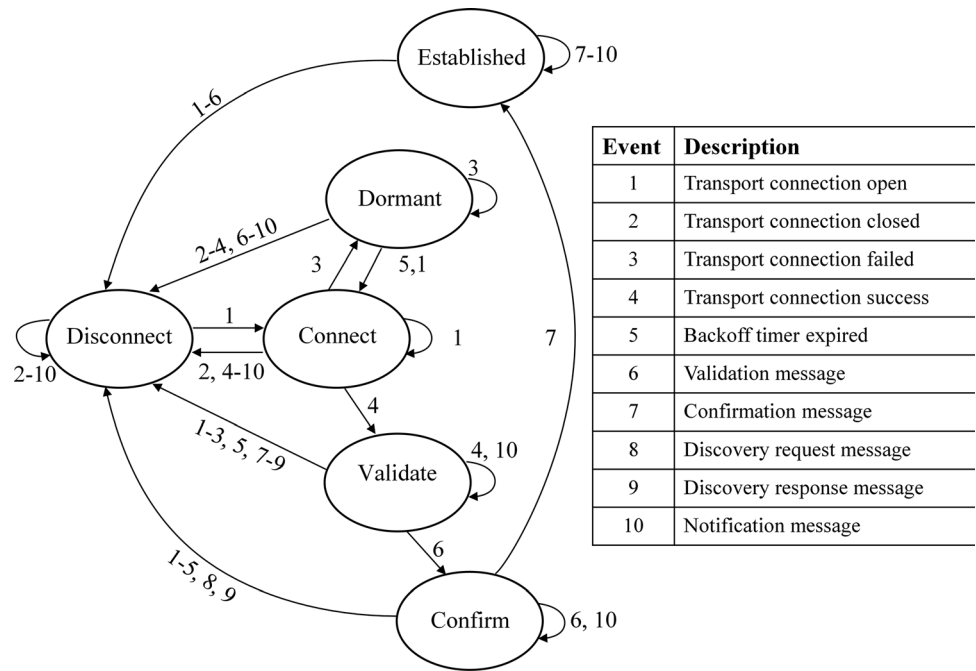 Established
7-10
1-6
Dormant
3
2-4, 6-10
3
5,1
Disconnect
2-10
1
2, 4-10
Connect
1
7
4
1-3, 5, 7-9
Validate
4, 10
6
1-5, 8, 9
Confirm
6, 10
Event Description
1 Transport connection open
2 Transport connection closed
3 Transport connection failed
4 Transport connection success
5 Backoff timer expired
6 Validation message
7 Confirmation message
8 Discovery request message
9 Discovery response message
10 Notification message